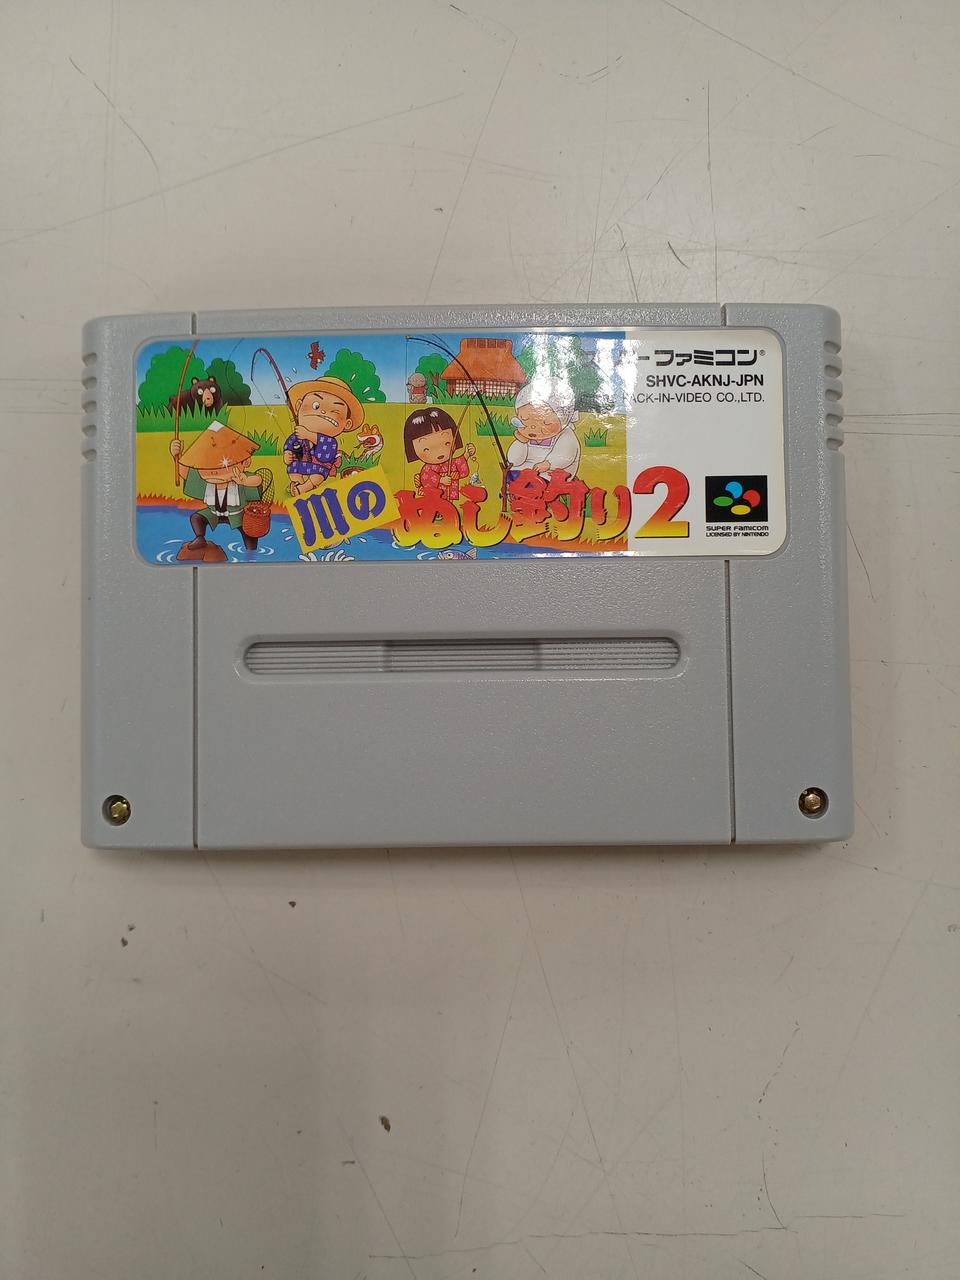 ファミコン®
SHVC-AKNJ-JPN
PACK-IN-VIDEO CO.,LTD.
川の
ぬし釣り2
SUPER FAMICOM
LICENSED BY NINTENDO